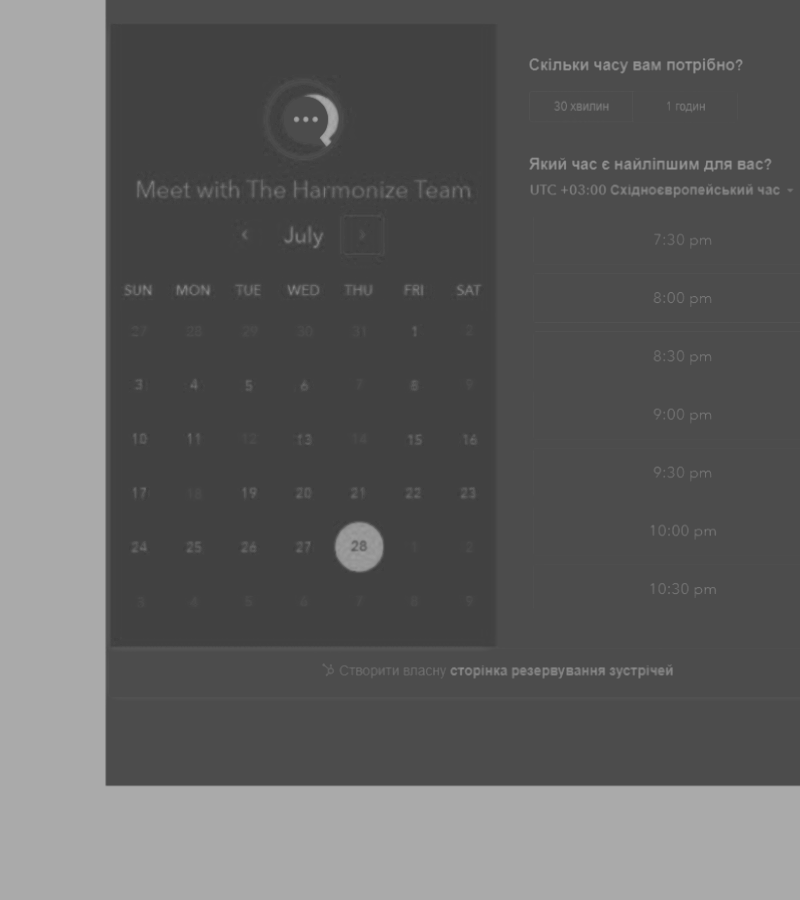 Meet with The Harmonize Team
July
SUN MON TUE WED THU FRI SAT
27 28 29 30 31 1 2
3 4 5 6 7 8 9
10 11 12 13 14 15 16
17 18 19 20 21 22 23
24 25 26 27 28 1 2
3 4 5 6 7 8 9
Скільки часу вам потрібно?
30 хвилин 1 годин
Який час є найліпшим для вас?
UTC +03:00 Східноєвропейський час
7:30 pm
8:00 pm
8:30 pm
9:00 pm
9:30 pm
10:00 pm
10:30 pm
Створити власну сторінка резервування зустрічей